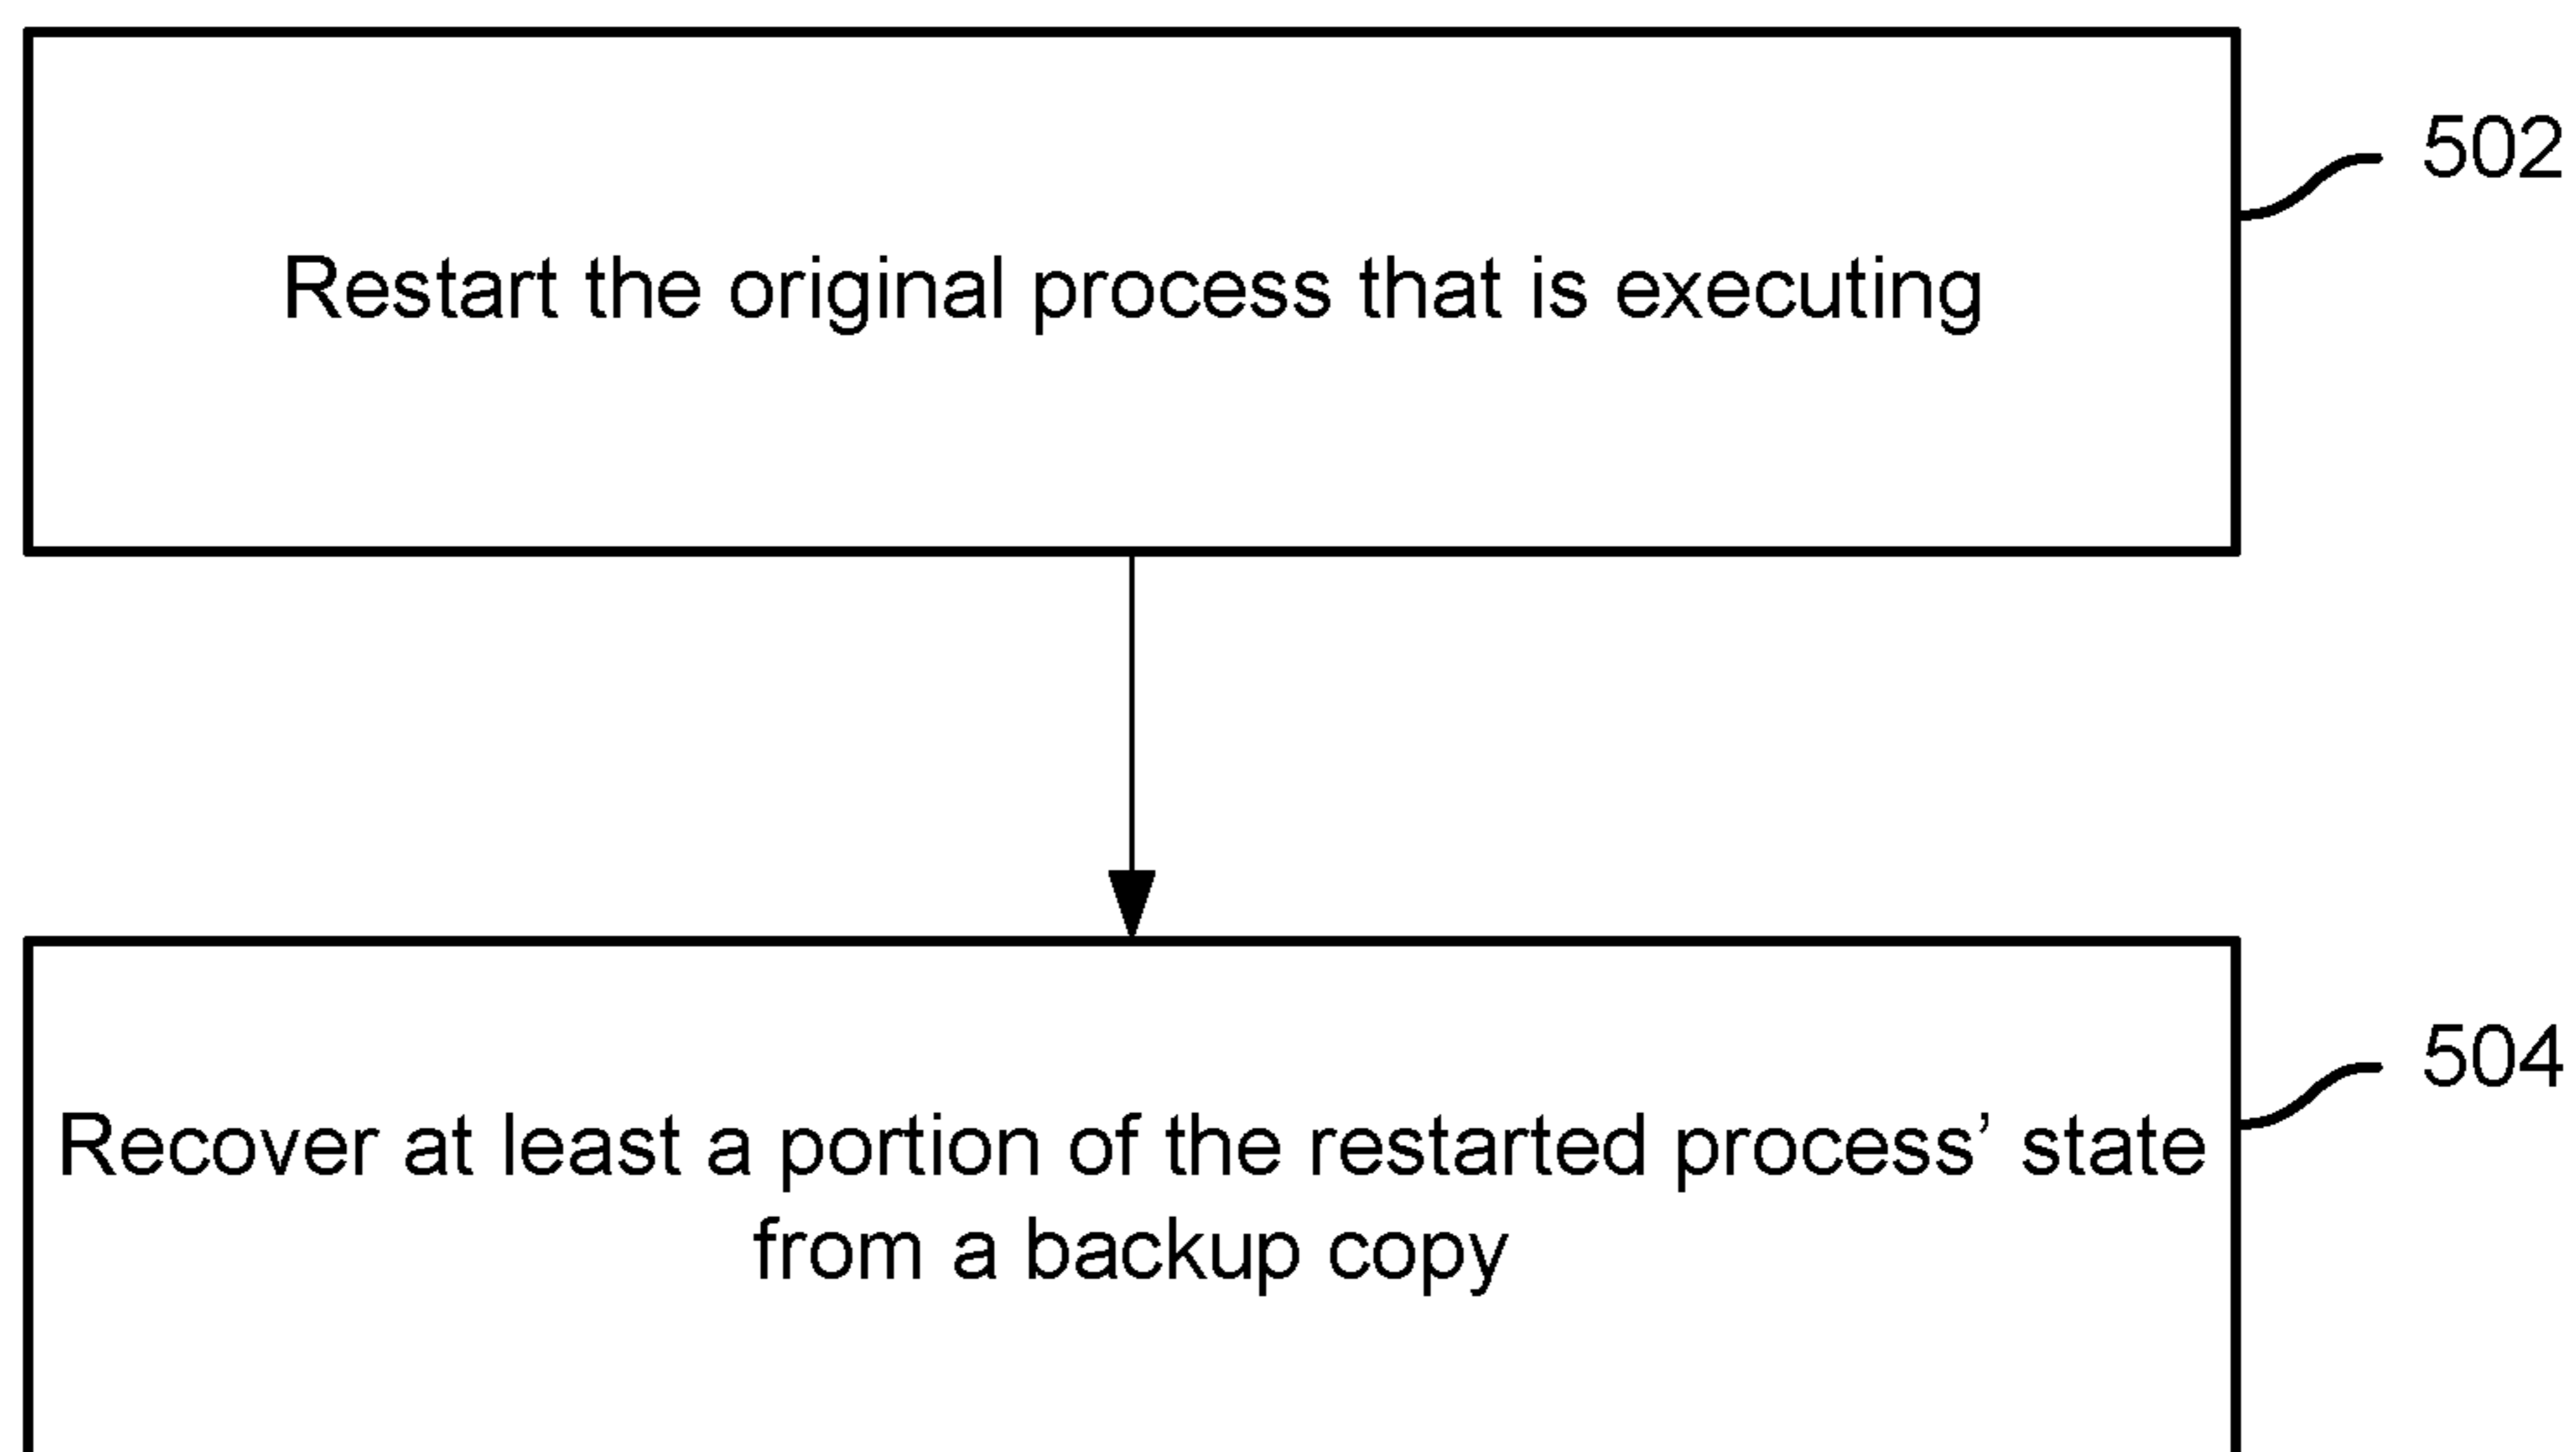 502
Restart the original process that is executing
504
Recover at least a portion of the restarted process’ state
from a backup copy